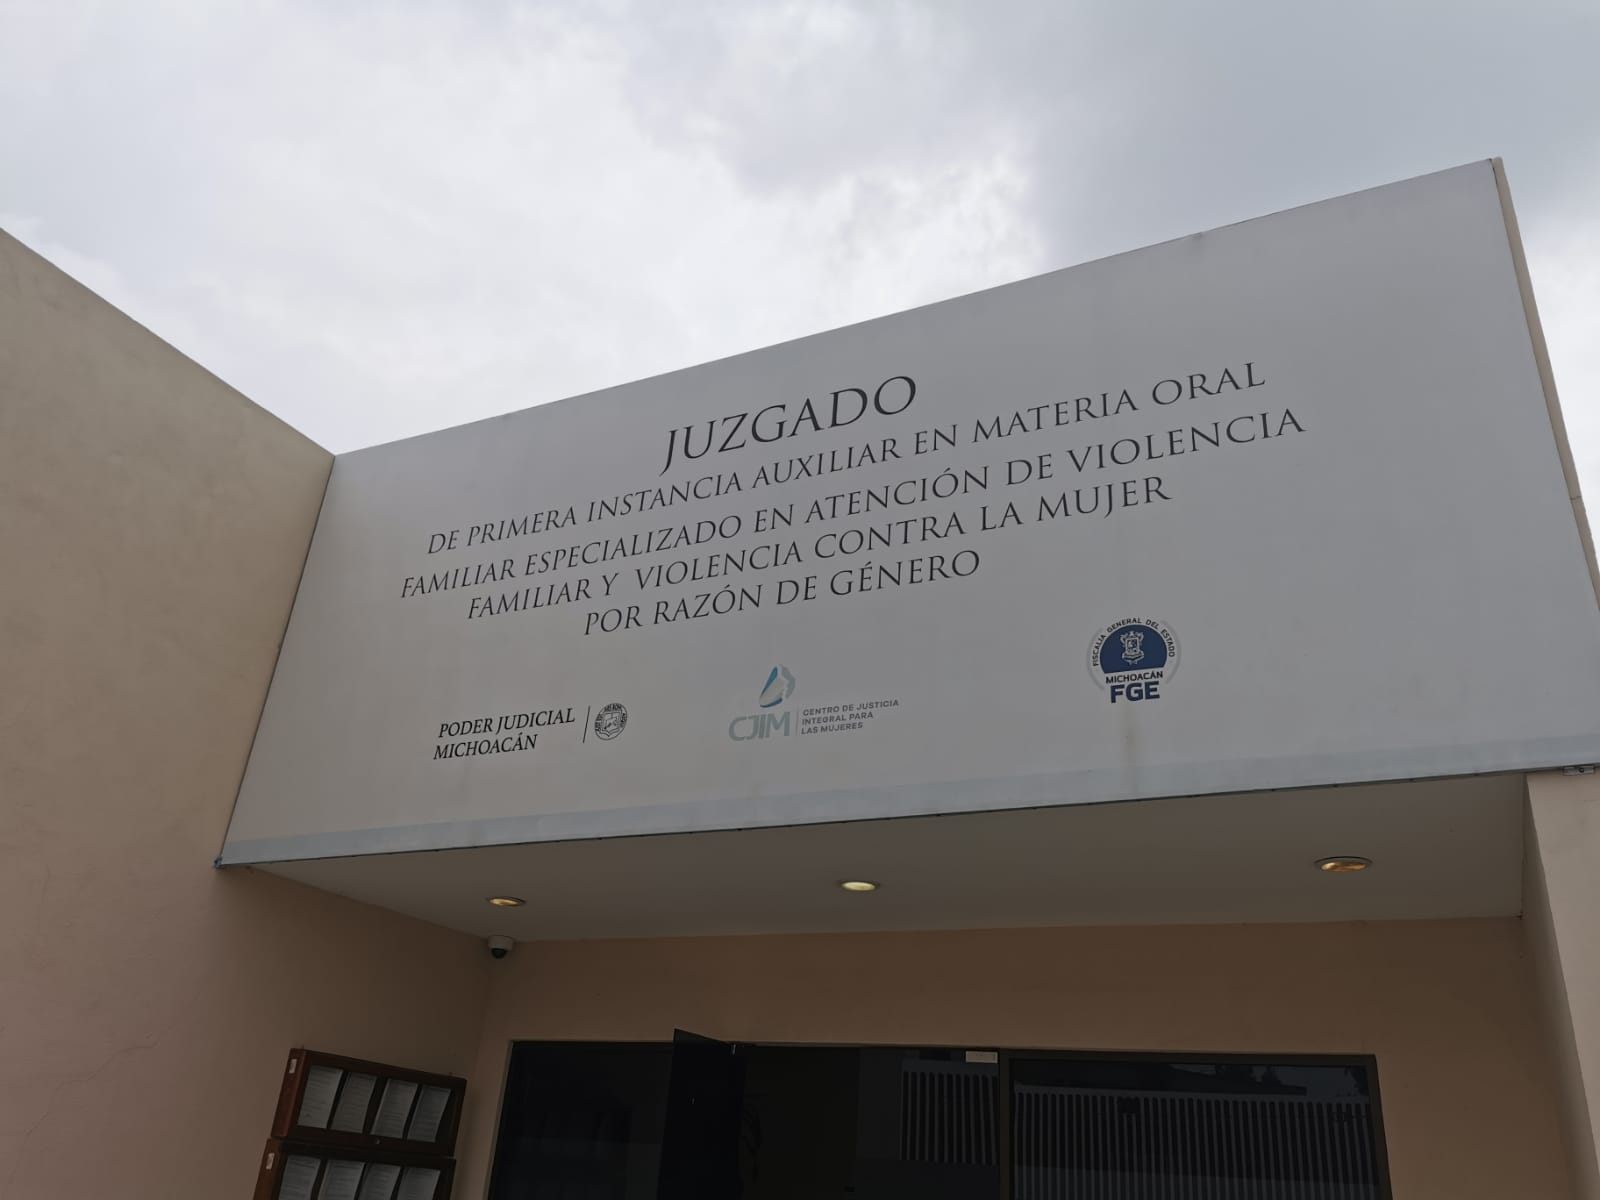 JUZGADO
DE PRIMERA INSTANCIA AUXILIAR EN MATERIA ORAL
FAMILIAR ESPECIALIZADO EN ATENCIÓN DE VIOLENCIA
FAMILIAR Y VIOLENCIA CONTRA LA MUJER
POR RAZÓN DE GÉNERO
PODER JUDICIAL
MICHOACÁN
CJIM
CENTRO DE JUSTICIA
INTEGRAL PARA
LAS MUJERES
FISCALÍA GENERAL DEL ESTADO
MICHOACÁN
FGE